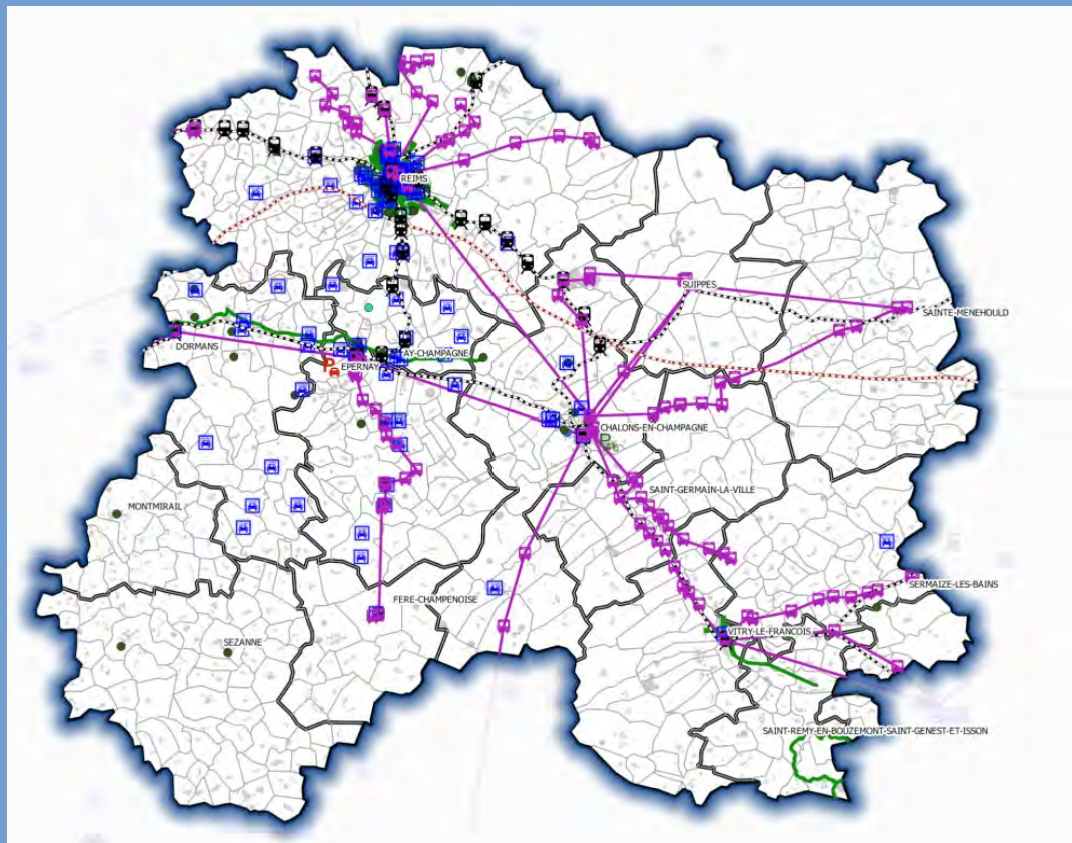 REIMS
SUIPPES
SAINTE-MENEHOULD
DORMANS
AY-CHAMPAGNE
EPERNAY
CHALONS-EN-CHAMPAGNE
SAINT-GERMAIN-LA-VILLE
MONTMIRAIL
SERMAIZE-LES-BAINS
FERE-CHAMPENOISE
VITRY-LE-FRANCOIS
SEZANNE
SAINT-REMY-EN-BOUZEMONT-SAINT-GENEST-ET-ISSON